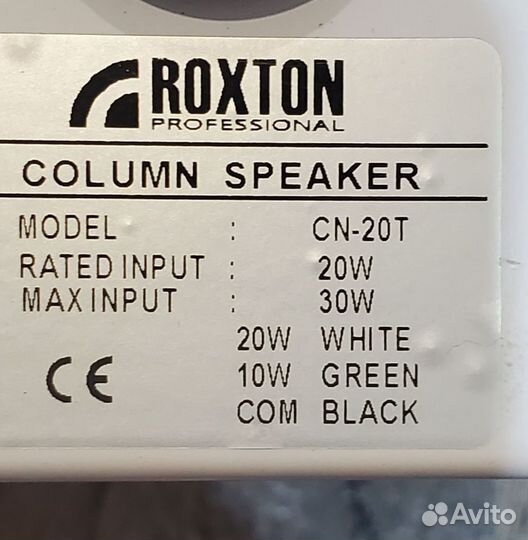 ROXTON
PROFESSIONAL
COLUMN SPEAKER
MODEL : CN-20T
RATED INPUT : 20W
MAX INPUT : 30W
20W WHITE
CE 10W GREEN
COM BLACK
Avito